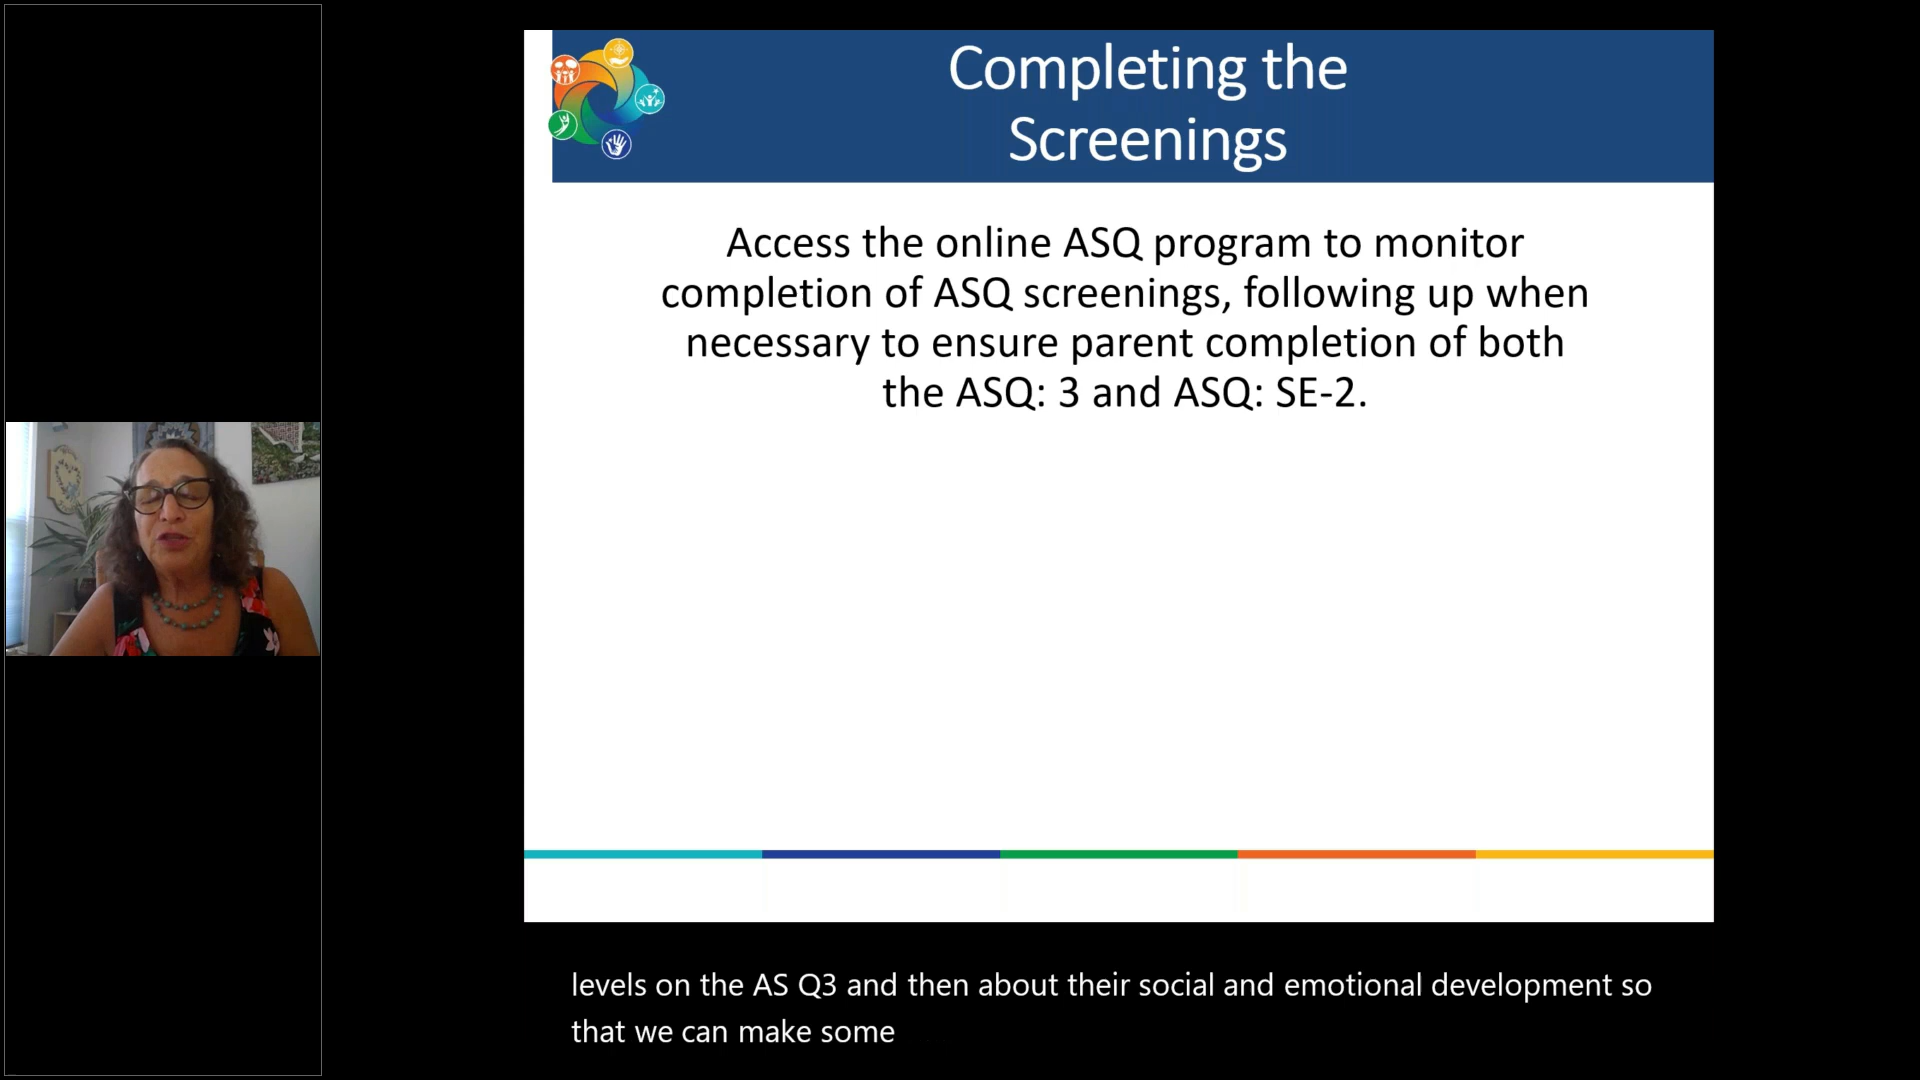 Completing the
Screenings
Access the online ASQ program to monitor
completion of ASQ screenings, following up when
necessary to ensure parent completion of both
the ASQ: 3 and ASQ: SE-2.
levels on the AS Q3 and then about their social and emotional development so
that we can make some